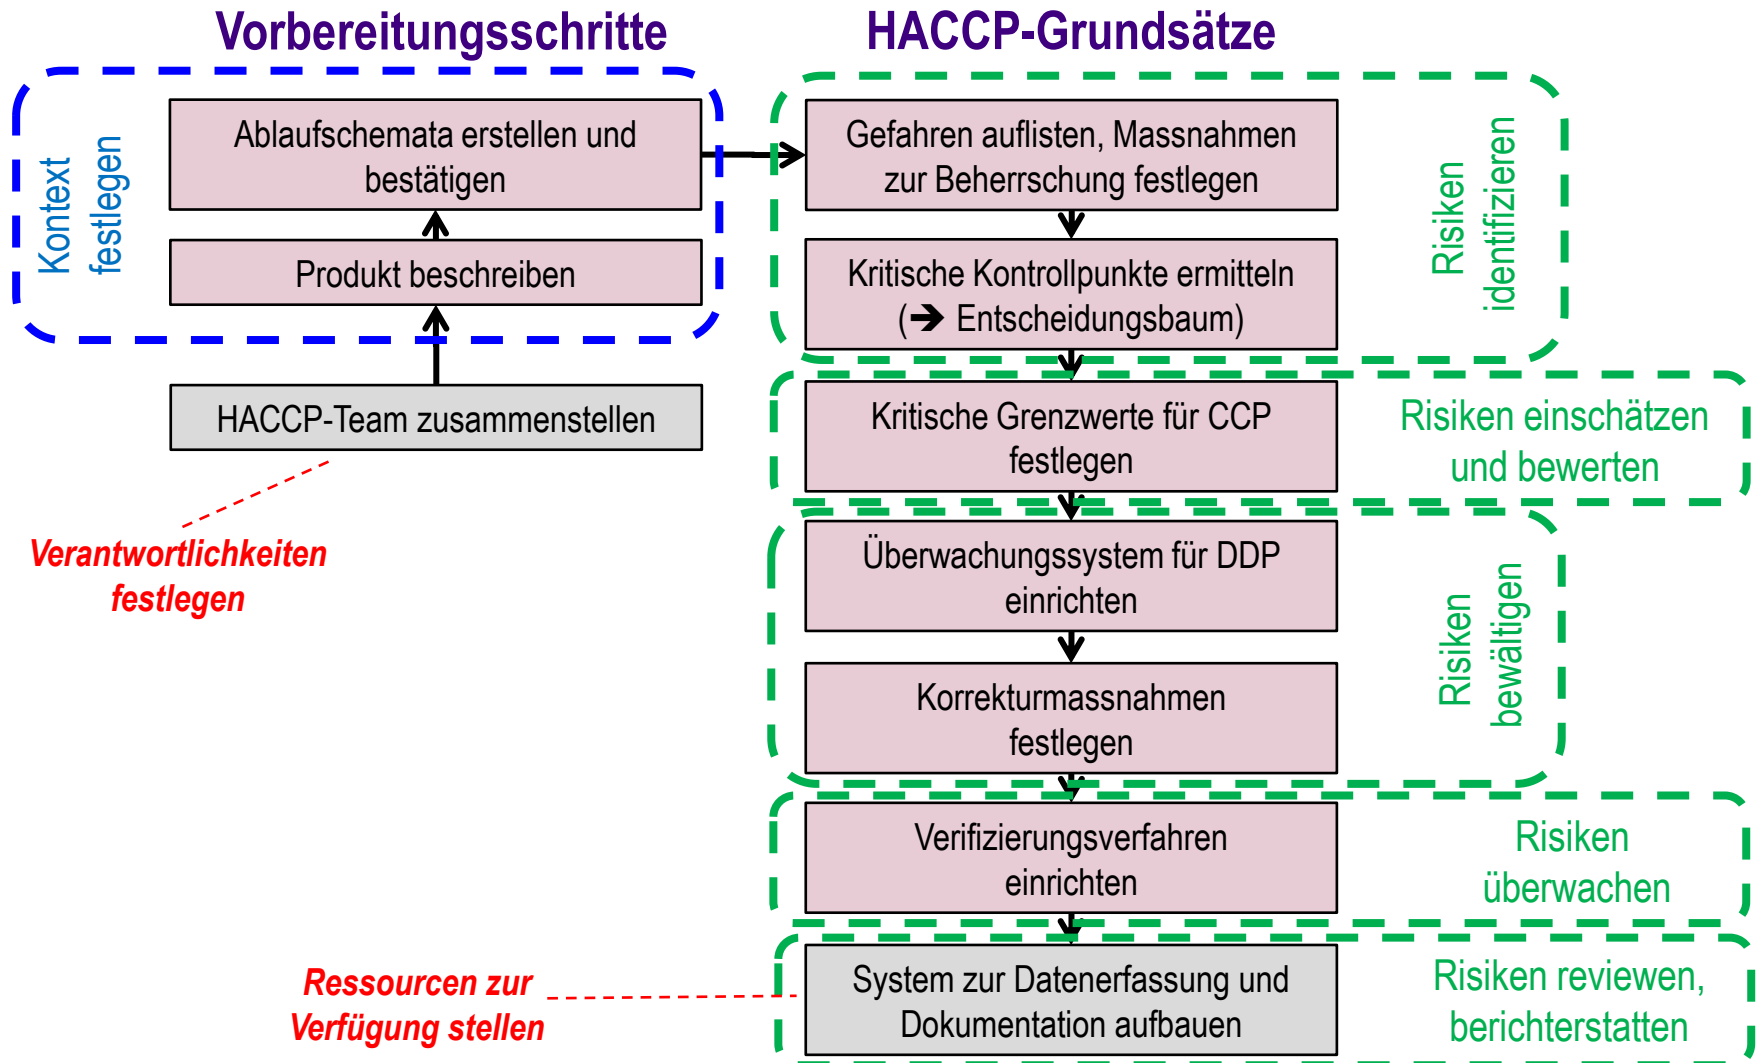 Vorbereitungsschritte
HACCP-Grundsätze
Kontext
festlegen
Ablaufschemata erstellen und
bestätigen
Produkt beschreiben
HACCP-Team zusammenstellen
Verantwortlichkeiten
festlegen
Gefahren auflisten, Massnahmen
zur Beherrschung festlegen
Kritische Kontrollpunkte ermitteln
(➔ Entscheidungsbaum)
Risiken
identifizieren
Kritische Grenzwerte für CCP
festlegen
Risiken einschätzen
und bewerten
Überwachungssystem für DDP
einrichten
Korrekturmassnahmen
festlegen
Risiken
bewältigen
Verifizierungsverfahren
einrichten
Risiken
überwachen
Ressourcen zur
Verfügung stellen
System zur Datenerfassung und
Dokumentation aufbauen
Risiken reviewen,
berichterstatten